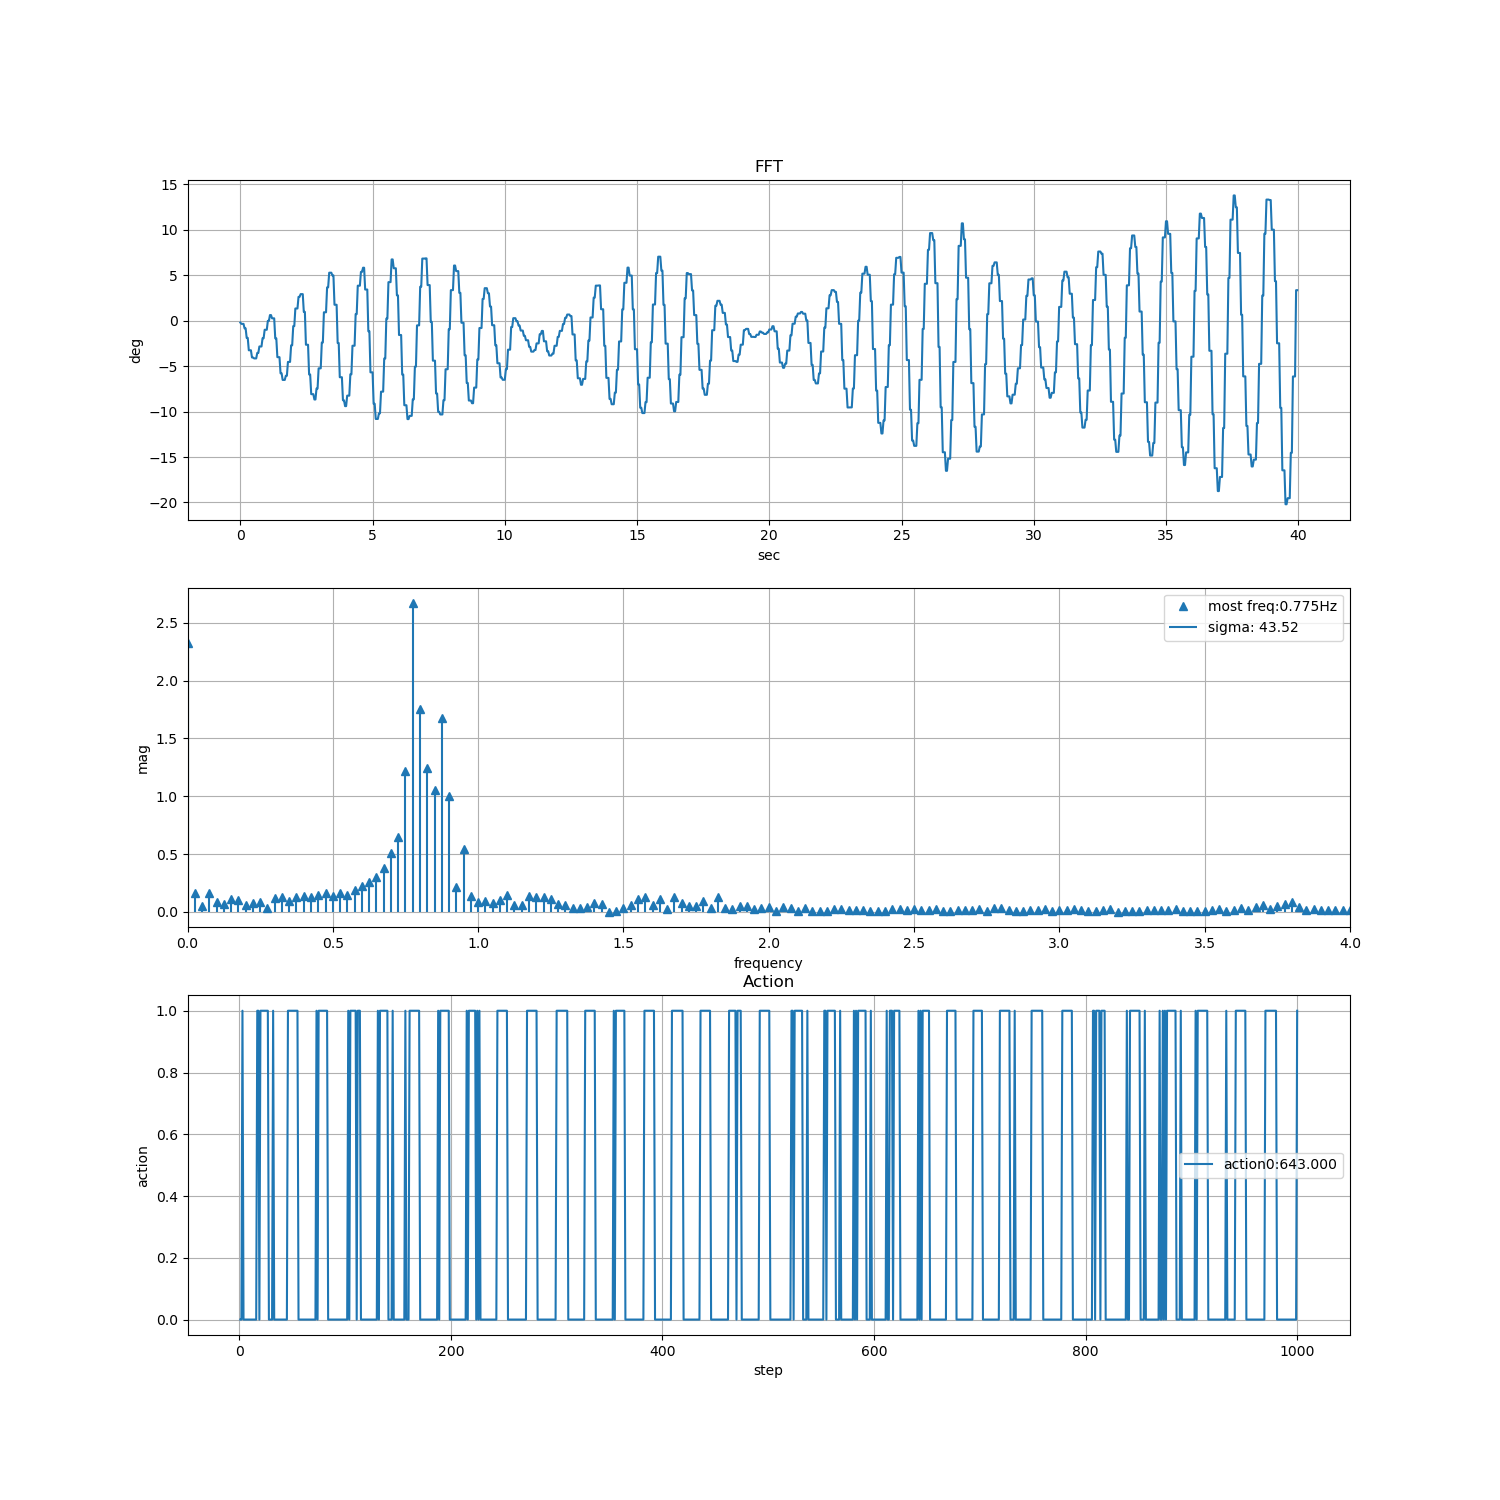 FFT
15
10
5
0
−5
−10
−15
−20
deg
0 5 10 15 20 25 30 35 40
sec
most freq:0.775Hz
sigma: 43.52
2.5
2.0
1.5
1.0
0.5
0.0
mag
0.0 0.5 1.0 1.5 2.0 2.5 3.0 3.5 4.0
frequency
Action
1.0
0.8
0.6
0.4
0.2
0.0
action
action0:643.000
0 200 400 600 800 1000
step